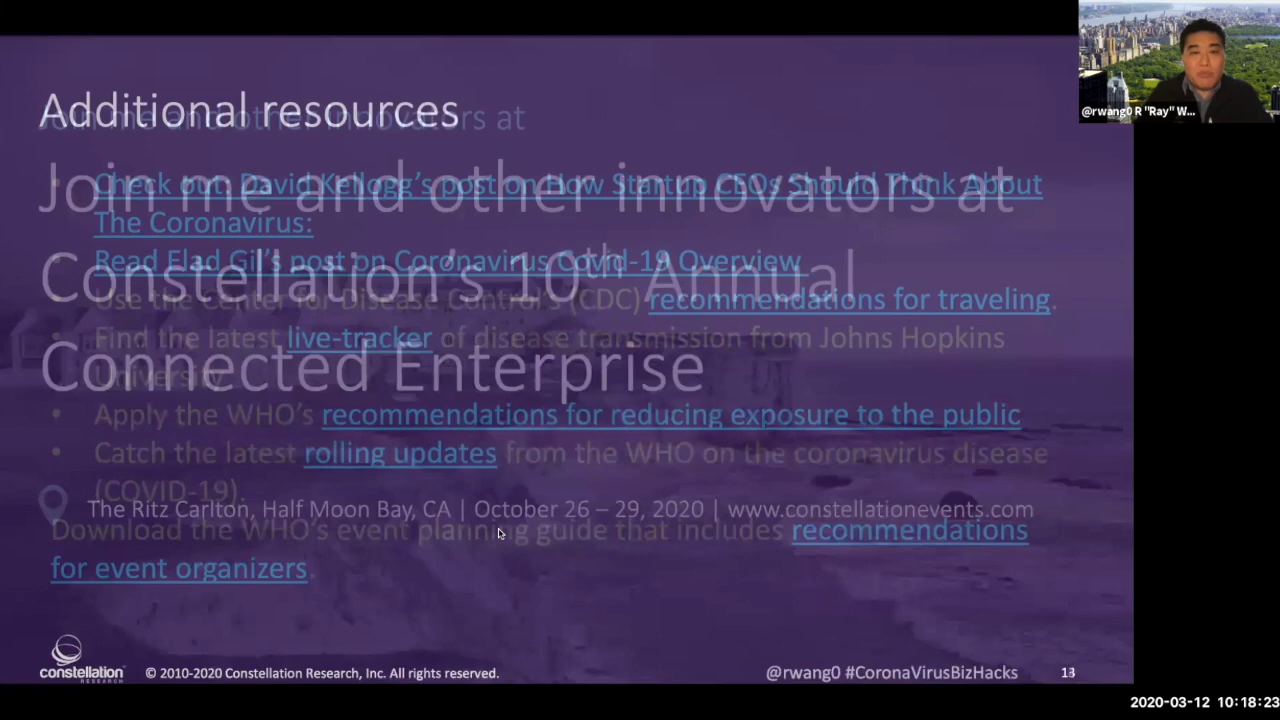 @rwang0 R "Ray" W...
Additional resources
Join me and other innovators at
Check out: David Kellogg's post on How Startup CEOs Should Think About
The Coronavirus:
Read Elad Gil's post on Coronavirus Covid-19 Overview
• Use the Center for Disease Control's (CDC) recommendations for traveling.
• Find the latest live-tracker of disease transmission from Johns Hopkins
University
• Apply the WHO's recommendations for reducing exposure to the public
• Catch the latest rolling updates from the WHO on the coronavirus disease
(COVID-19).
Download the WHO's event planning guide that includes recommendations
for event organizers.
Join me and other innovators at
Constellation's 10th Annual
Connected Enterprise
The Ritz Carlton, Half Moon Bay, CA | October 26 – 29, 2020 | www.constellationevents.com
constellation
RESEARCH
© 2010-2020 Constellation Research, Inc. All rights reserved.
@rwang0 #CoronaVirusBizHacks
2020-03-12 10:18:23